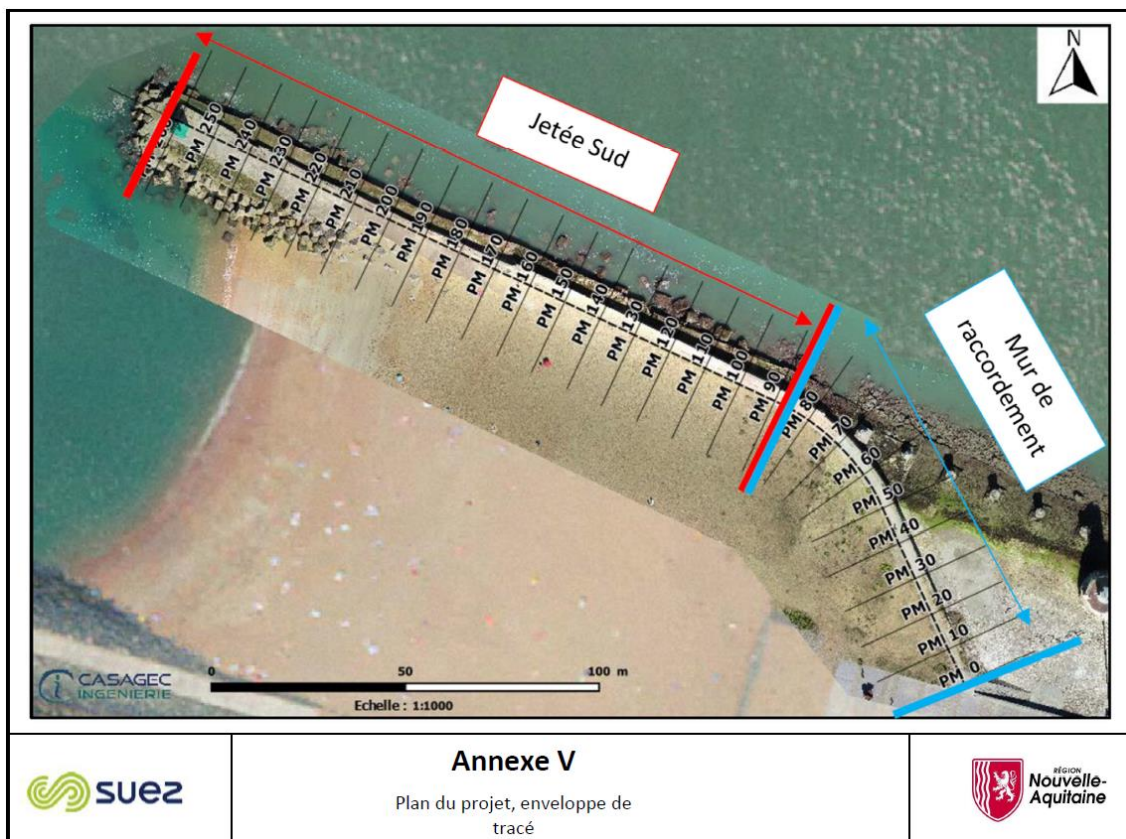 N
Jetée Sud
Mur de
raccordement
PM 250
PM 240
PM 230
PM 220
PM 210
PM 200
PM 190
PM 180
PM 170
PM 160
PM 150
PM 140
PM 130
PM 120
PM 110
PM 100
PM 90
PM 80
PM 70
PM 60
PM 50
PM 40
PM 30
PM 20
PM 10
PM 0
CASAGEC
INGENIERIE
0 50 100 m
Echelle : 1:1000
suez
Annexe V
Plan du projet, enveloppe de
tracé
RÉGION
Nouvelle-
Aquitaine